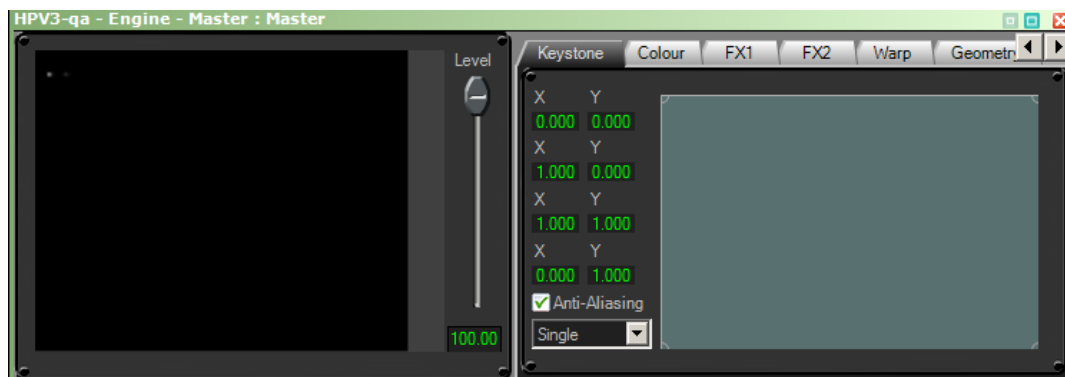 HPV3-qa - Engine - Master : Master
Level
100.00
Keystone Colour FX1 FX2 Warp Geometry
X Y
0.000 0.000
X Y
1.000 0.000
X Y
1.000 1.000
X Y
0.000 1.000
Anti-Aliasing
Single